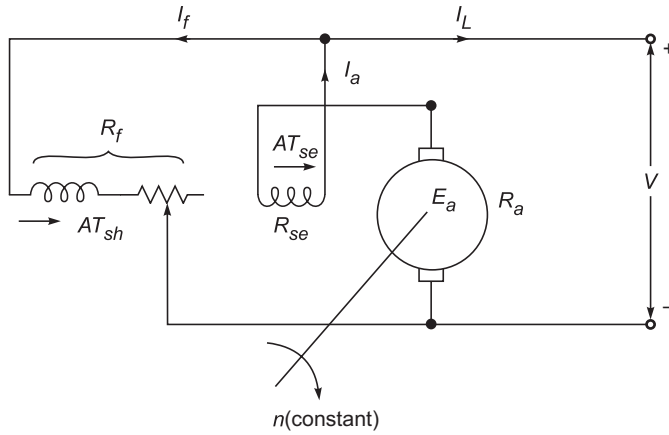 I_f
I_L
+
I_a
R_f
AT_se
E_a
R_a
V
AT_sh
R_se
–
n(constant)